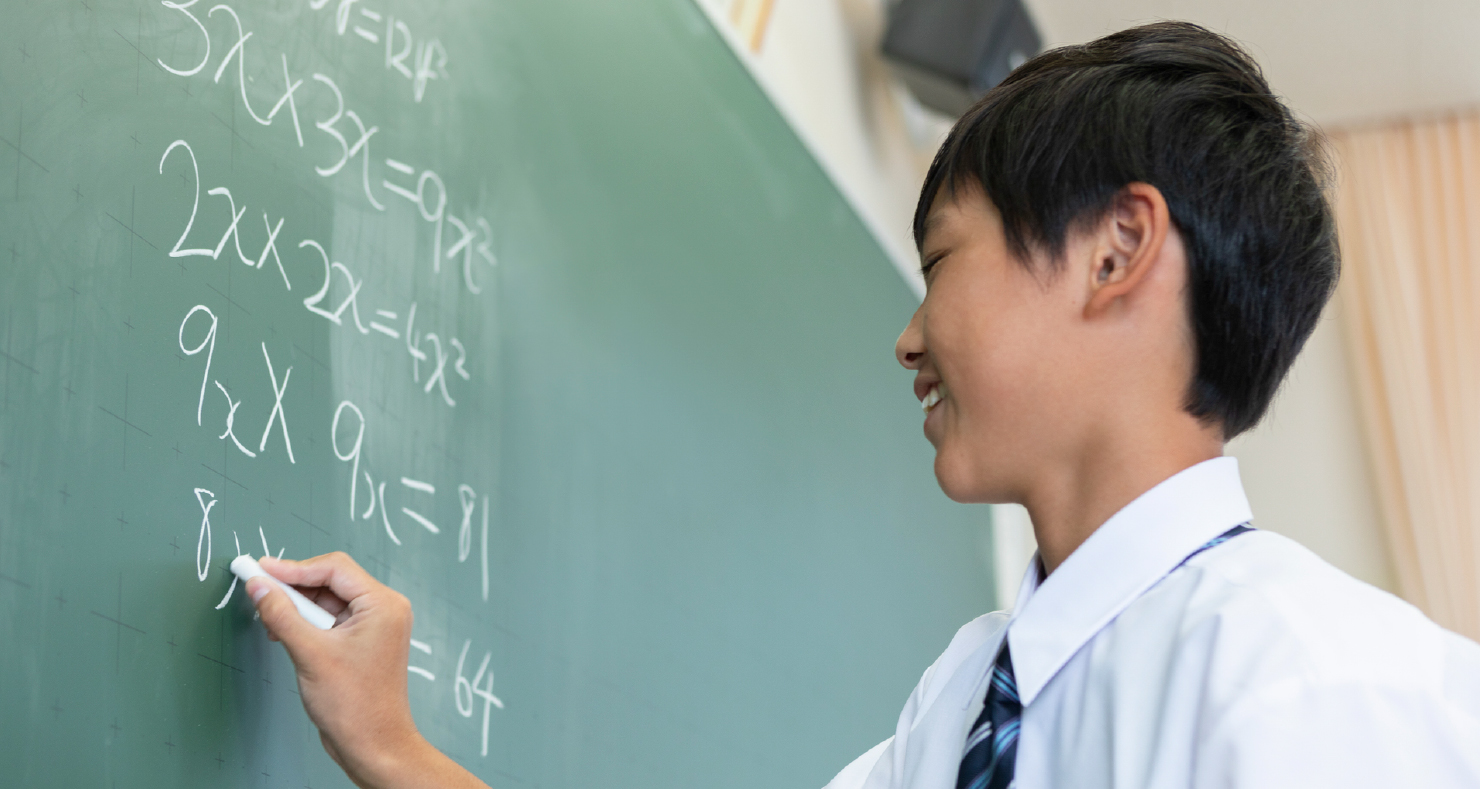 3x × 3x = 9x²
2x × 2x = 4x²
9x × 9x = 81
8x
= 64